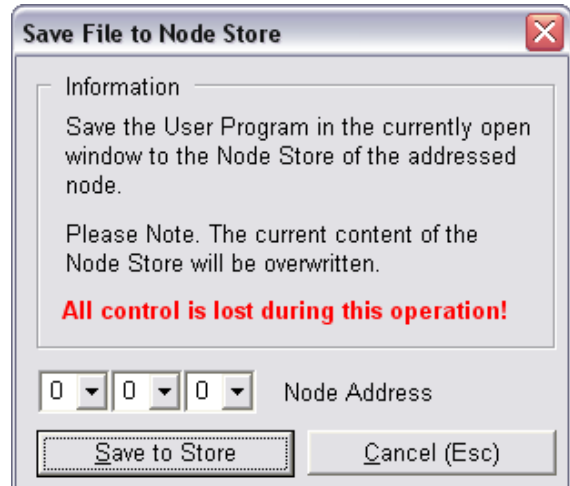 Save File to Node Store
Information
Save the User Program in the currently open
window to the Node Store of the addressed
node.
Please Note. The current content of the
Node Store will be overwritten.
All control is lost during this operation!
0 0 0 Node Address
Save to Store Cancel (Esc)